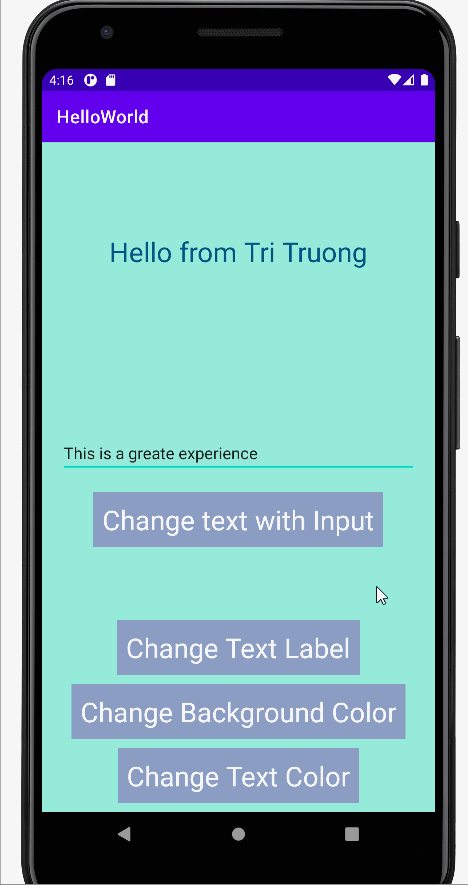 4:16
HelloWorld
Hello from Tri Truong
This is a greate experience
Change text with Input
Change Text Label
Change Background Color
Change Text Color